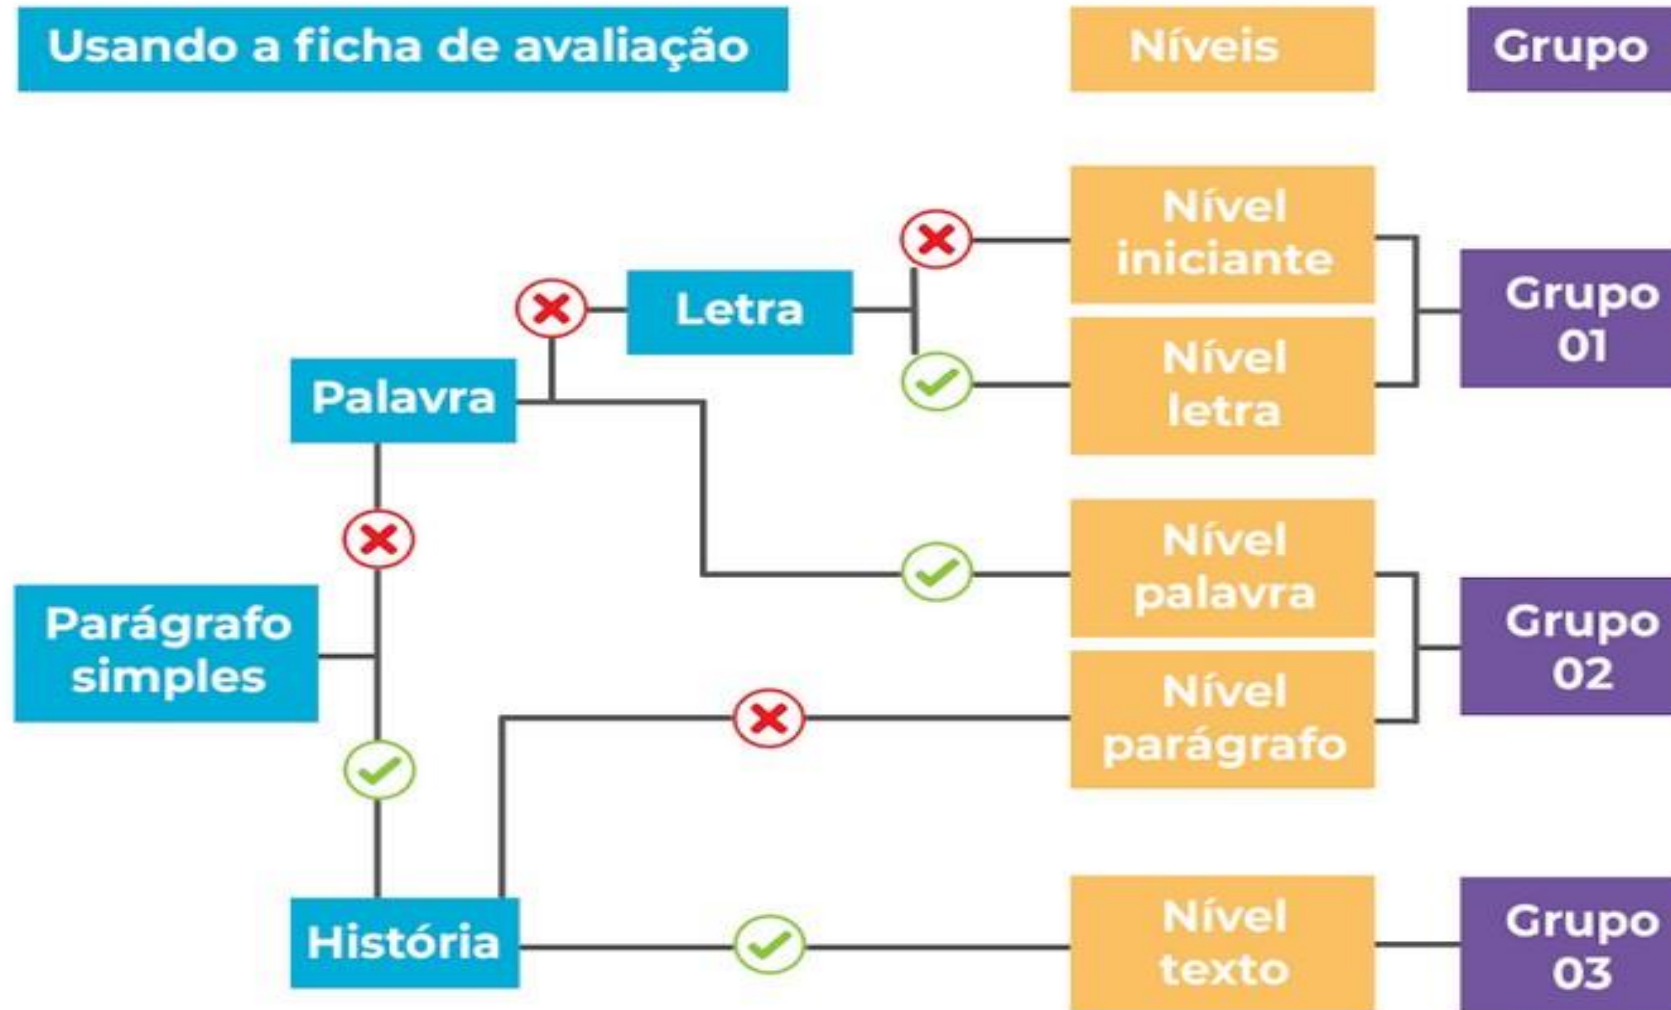 Usando a ficha de avaliação
Níveis
Grupo
Nível
iniciante
Letra
Grupo
01
Nível
letra
Palavra
Nível
palavra
Parágrafo
simples
Grupo
02
Nível
parágrafo
História
Nível
texto
Grupo
03